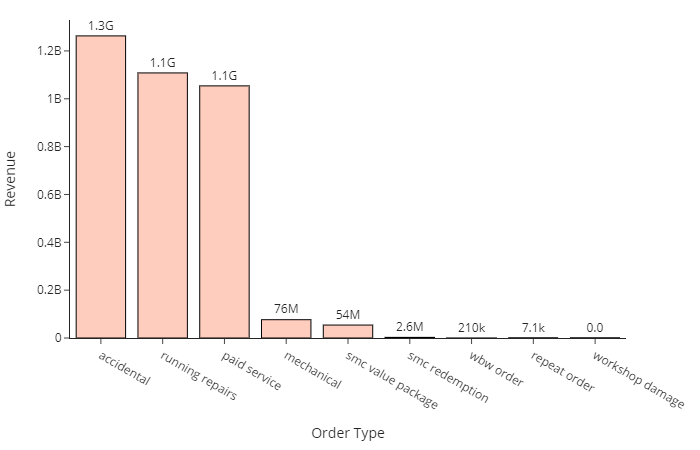 1.3G
1.1G
1.1G
76M
54M
2.6M
210k
7.1k
0.0
1.2B
1B
0.8B
0.6B
0.4B
0.2B
0
Revenue
accidental
running repairs
paid service
mechanical
smc value package
smc redemption
wbw order
repeat order
workshop damage
Order Type